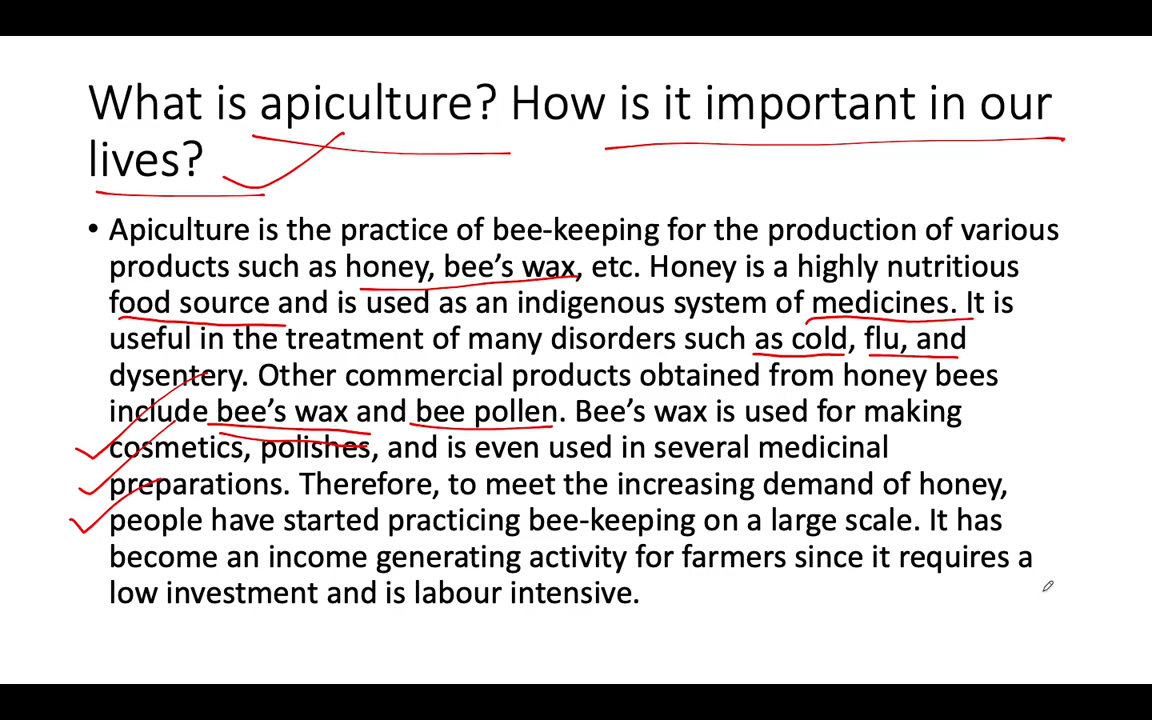 What is apiculture? How is it important in our
lives?
• Apiculture is the practice of bee-keeping for the production of various
products such as honey, bee’s wax, etc. Honey is a highly nutritious
food source and is used as an indigenous system of medicines. It is
useful in the treatment of many disorders such as cold, flu, and
dysentery. Other commercial products obtained from honey bees
include bee’s wax and bee pollen. Bee’s wax is used for making
cosmetics, polishes, and is even used in several medicinal
preparations. Therefore, to meet the increasing demand of honey,
people have started practicing bee-keeping on a large scale. It has
become an income generating activity for farmers since it requires a
low investment and is labour intensive.